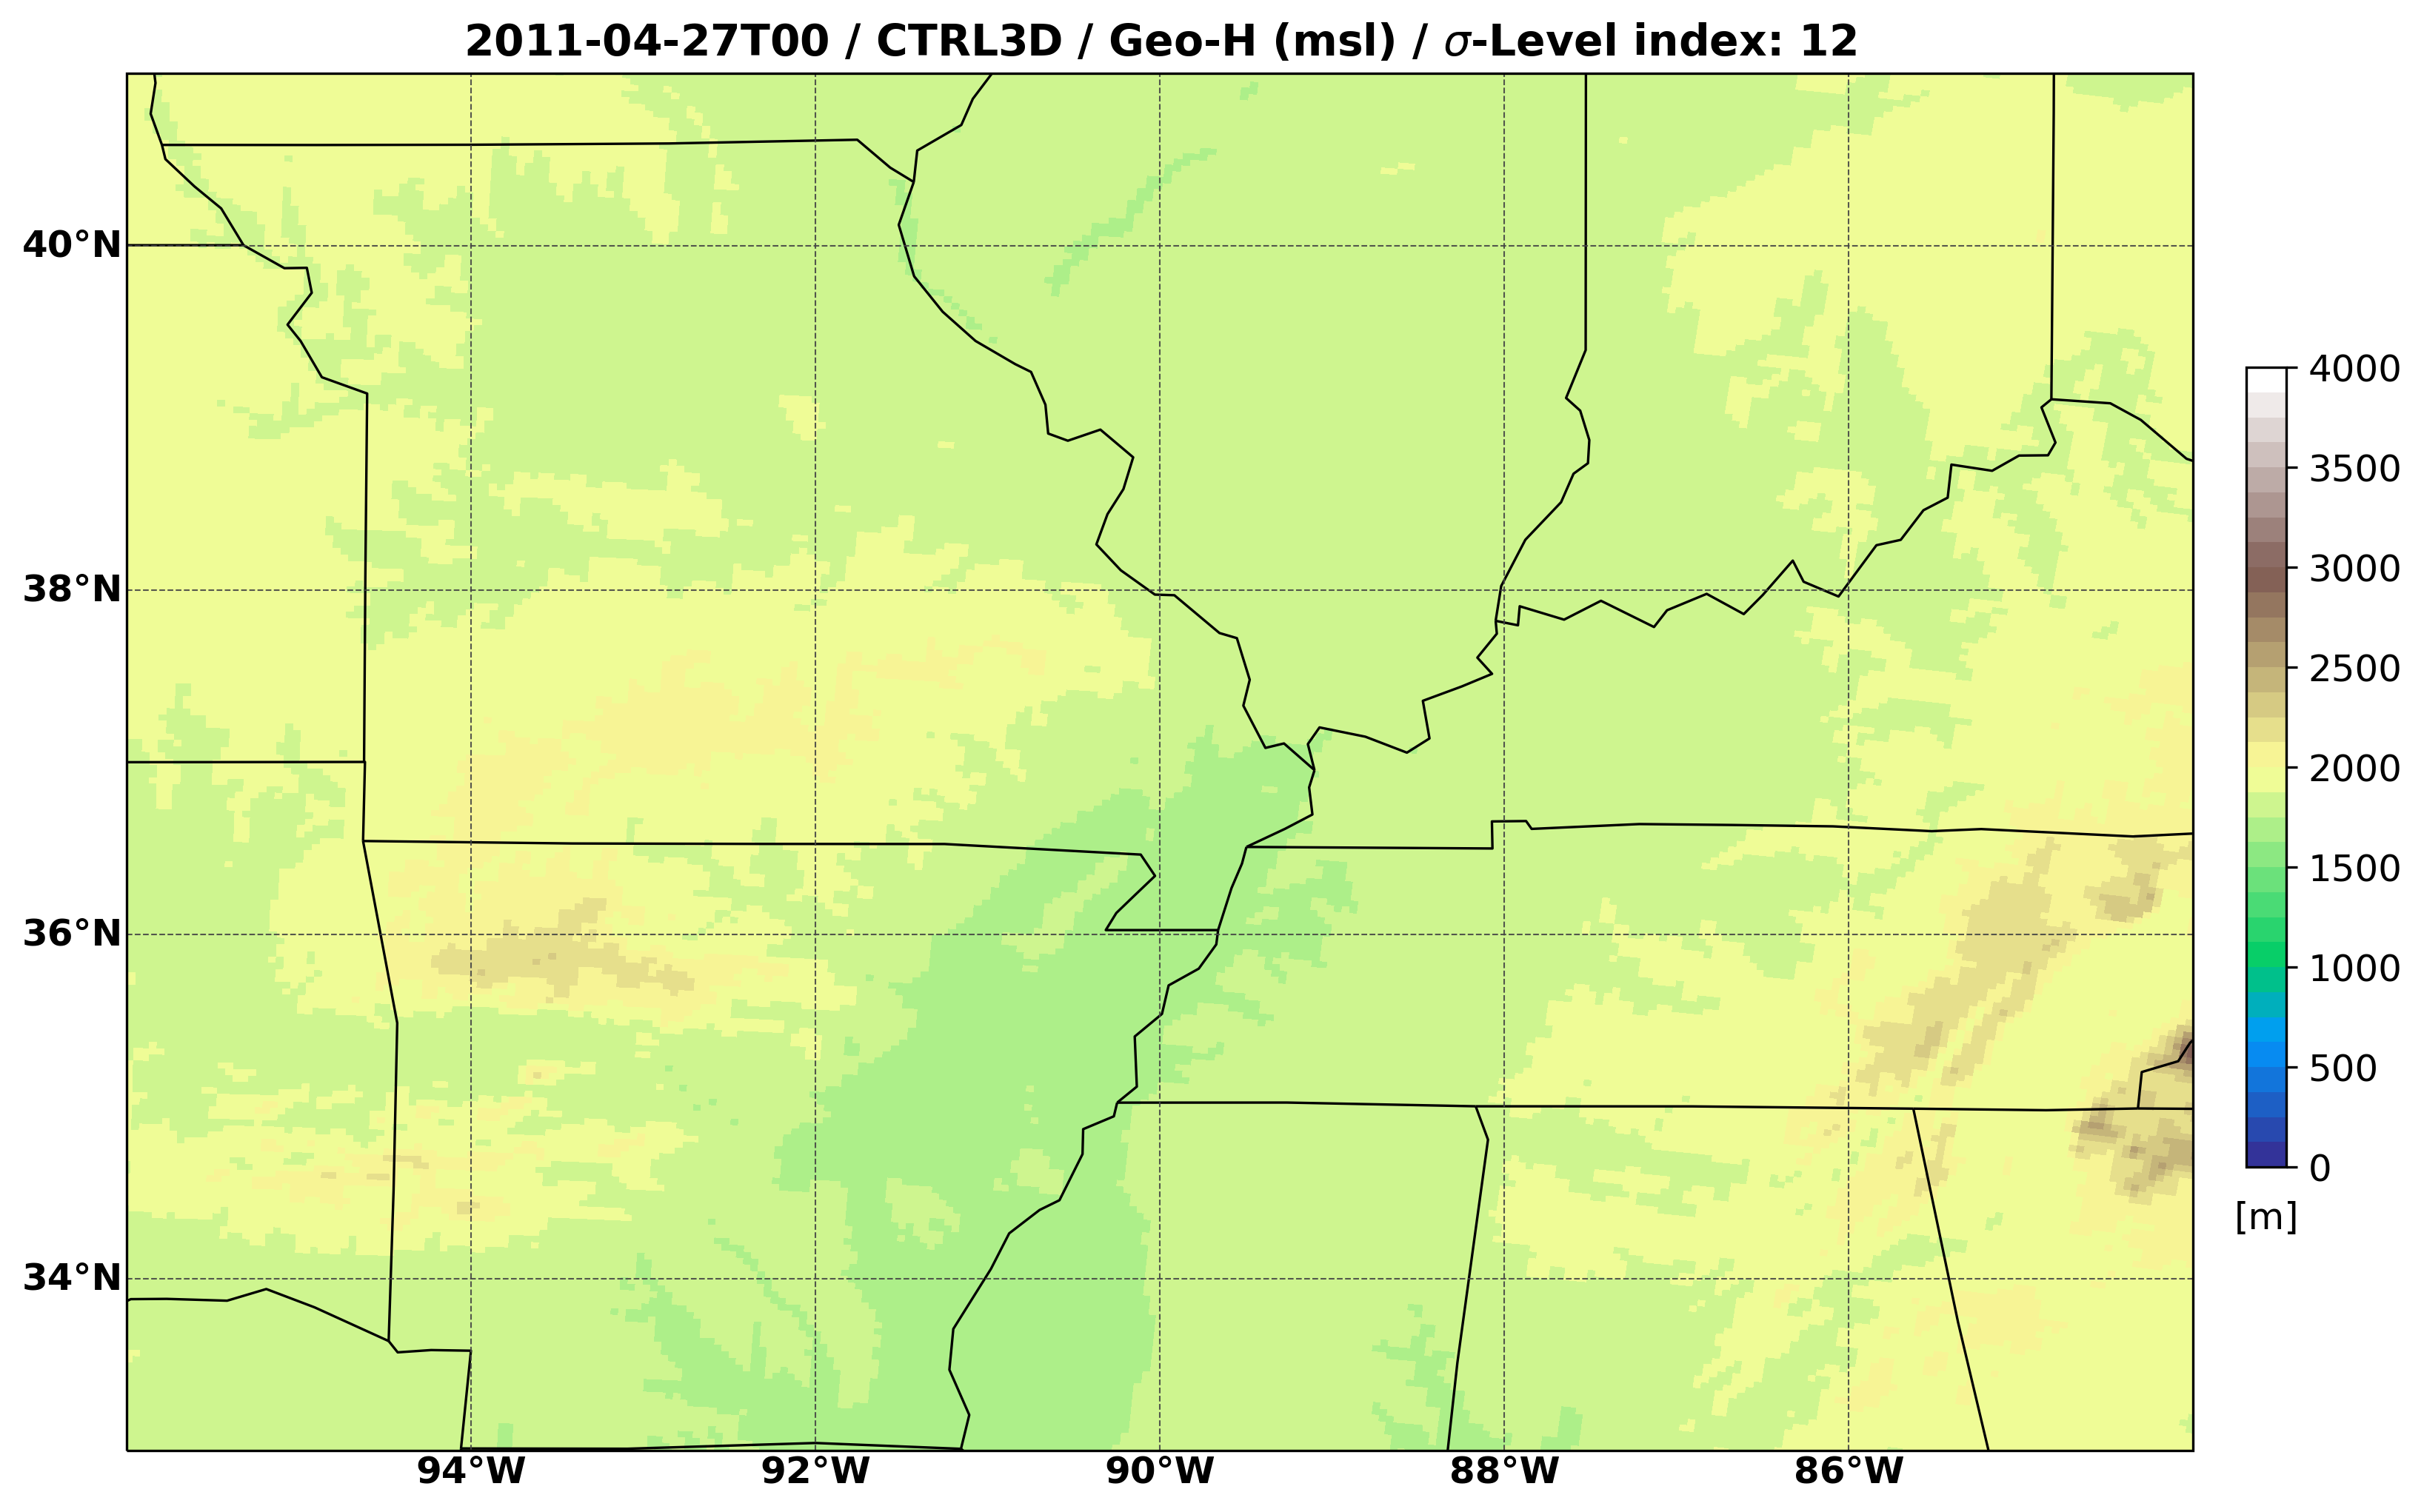 2011-04-27T00 / CTRL3D / Geo-H (msl) / σ-Level index: 12
40°N
38°N
36°N
34°N
94°W
92°W
90°W
88°W
86°W
4000
3500
3000
2500
2000
1500
1000
500
0
[m]